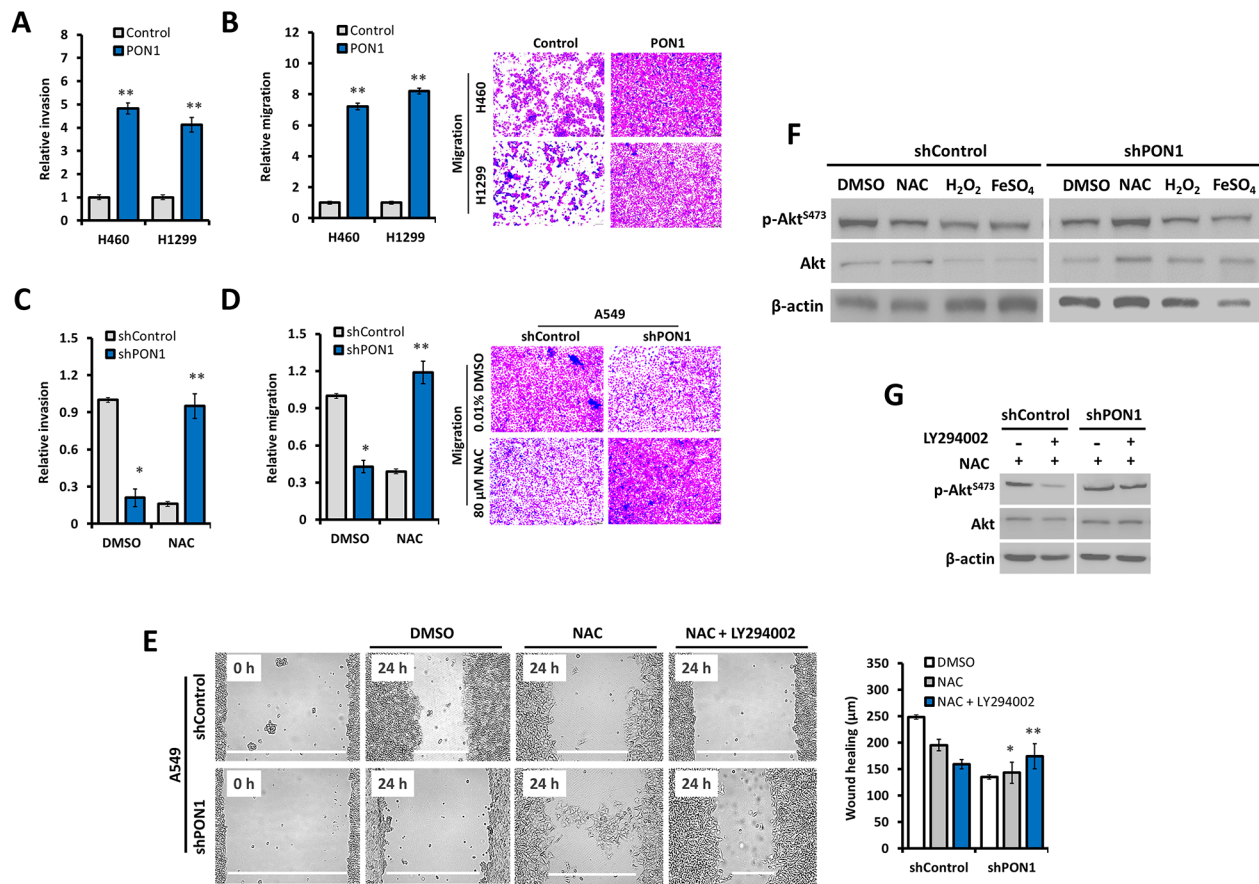 A
Control
PON1
Relative invasion
8
7
6
5
4
3
2
1
0
**
**
H460
H1299
B
Control
PON1
Relative migration
12
10
8
6
4
2
0
**
**
H460
H1299
Control
PON1
Migration
H460
H1299
C
shControl
shPON1
Relative invasion
1.5
1.2
0.9
0.6
0.3
0.0
*
**
DMSO
NAC
D
shControl
shPON1
Relative migration
1.5
1.2
0.9
0.6
0.3
0.0
*
**
DMSO
NAC
A549
shControl
shPON1
Migration
0.01% DMSO
80 µM NAC
E
DMSO
NAC
NAC + LY294002
A549
shControl
0 h
24 h
24 h
24 h
shPON1
0 h
24 h
24 h
24 h
DMSO
NAC
NAC + LY294002
Wound healing (µm)
350
300
250
200
150
100
50
0
*
**
shControl
shPON1
F
shControl
shPON1
DMSO NAC H₂O₂ FeSO₄
DMSO NAC H₂O₂ FeSO₄
p-Akt^S473
Akt
β-actin
G
shControl
shPON1
LY294002
- + - +
NAC
+ + + +
p-Akt^S473
Akt
β-actin